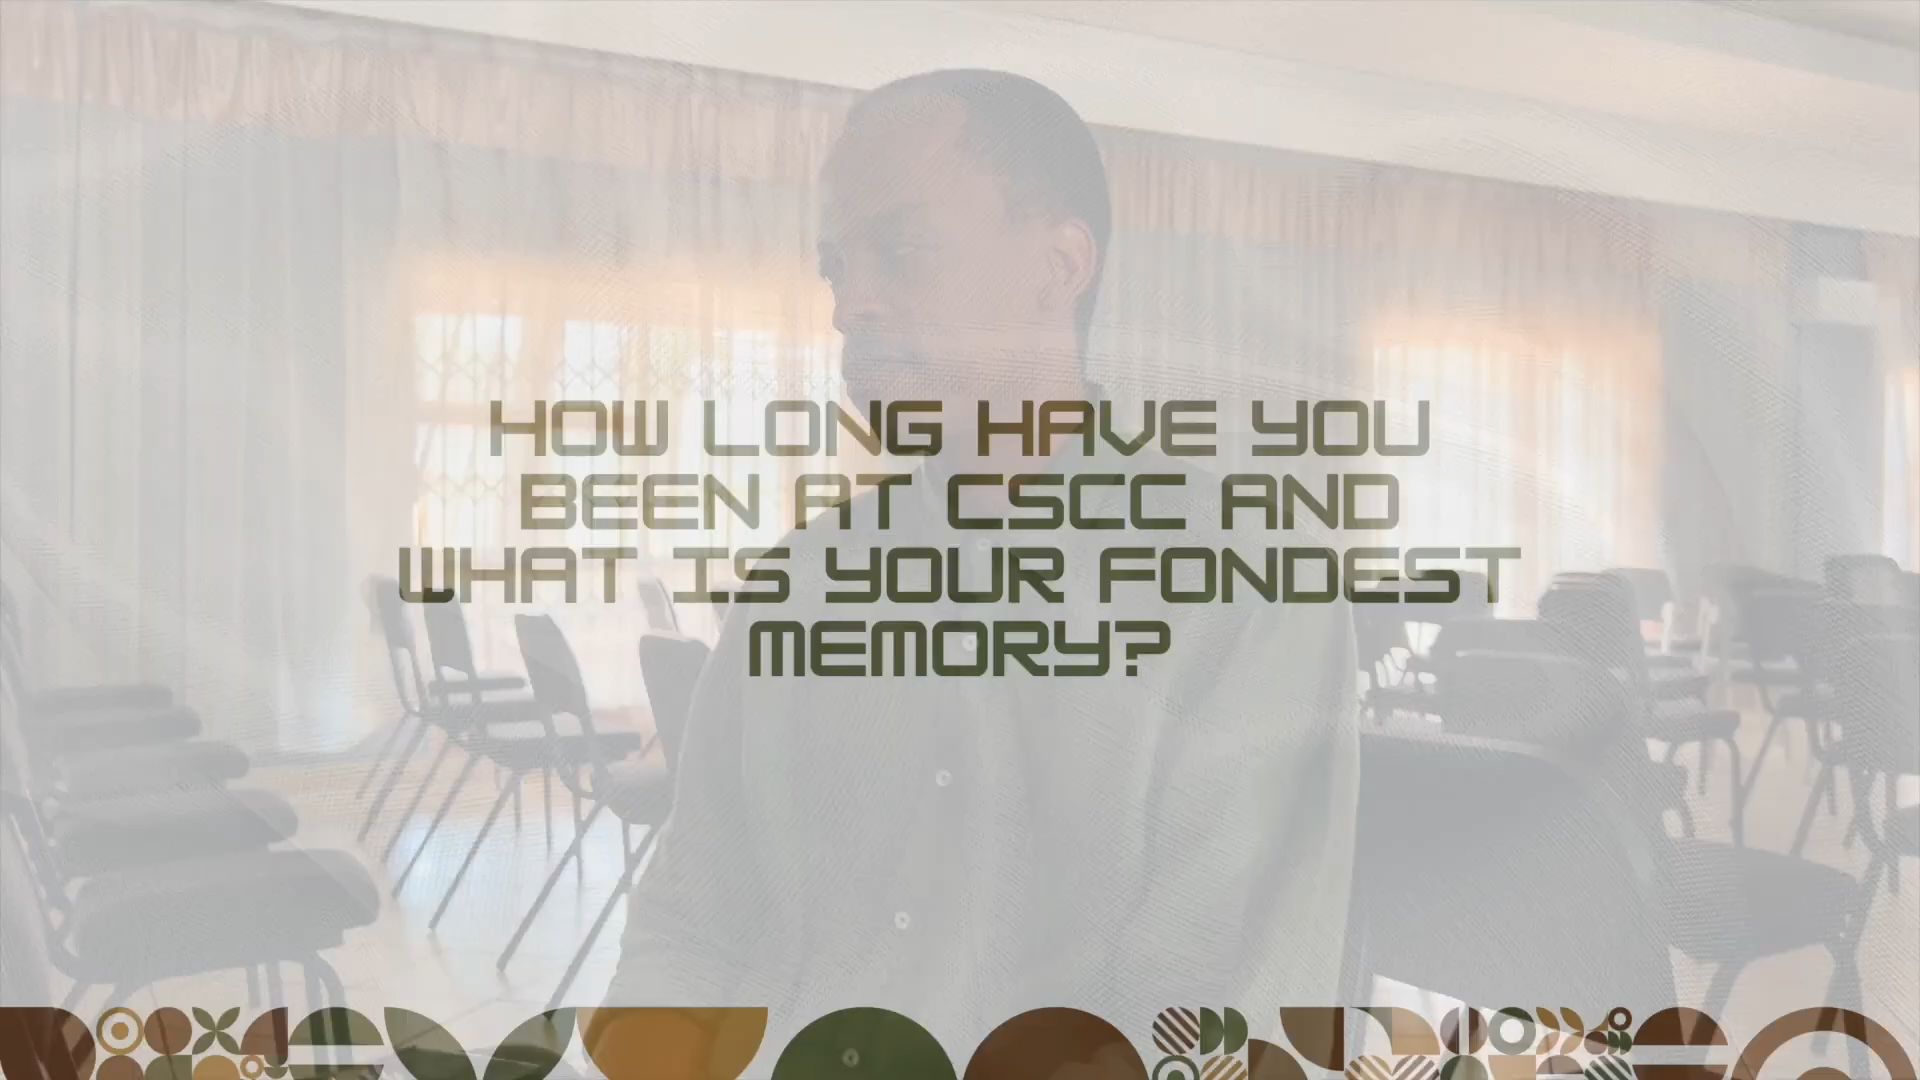 HOW LONG HAVE YOU
BEEN AT CSCC AND
WHAT IS YOUR FONDEST
MEMORY?